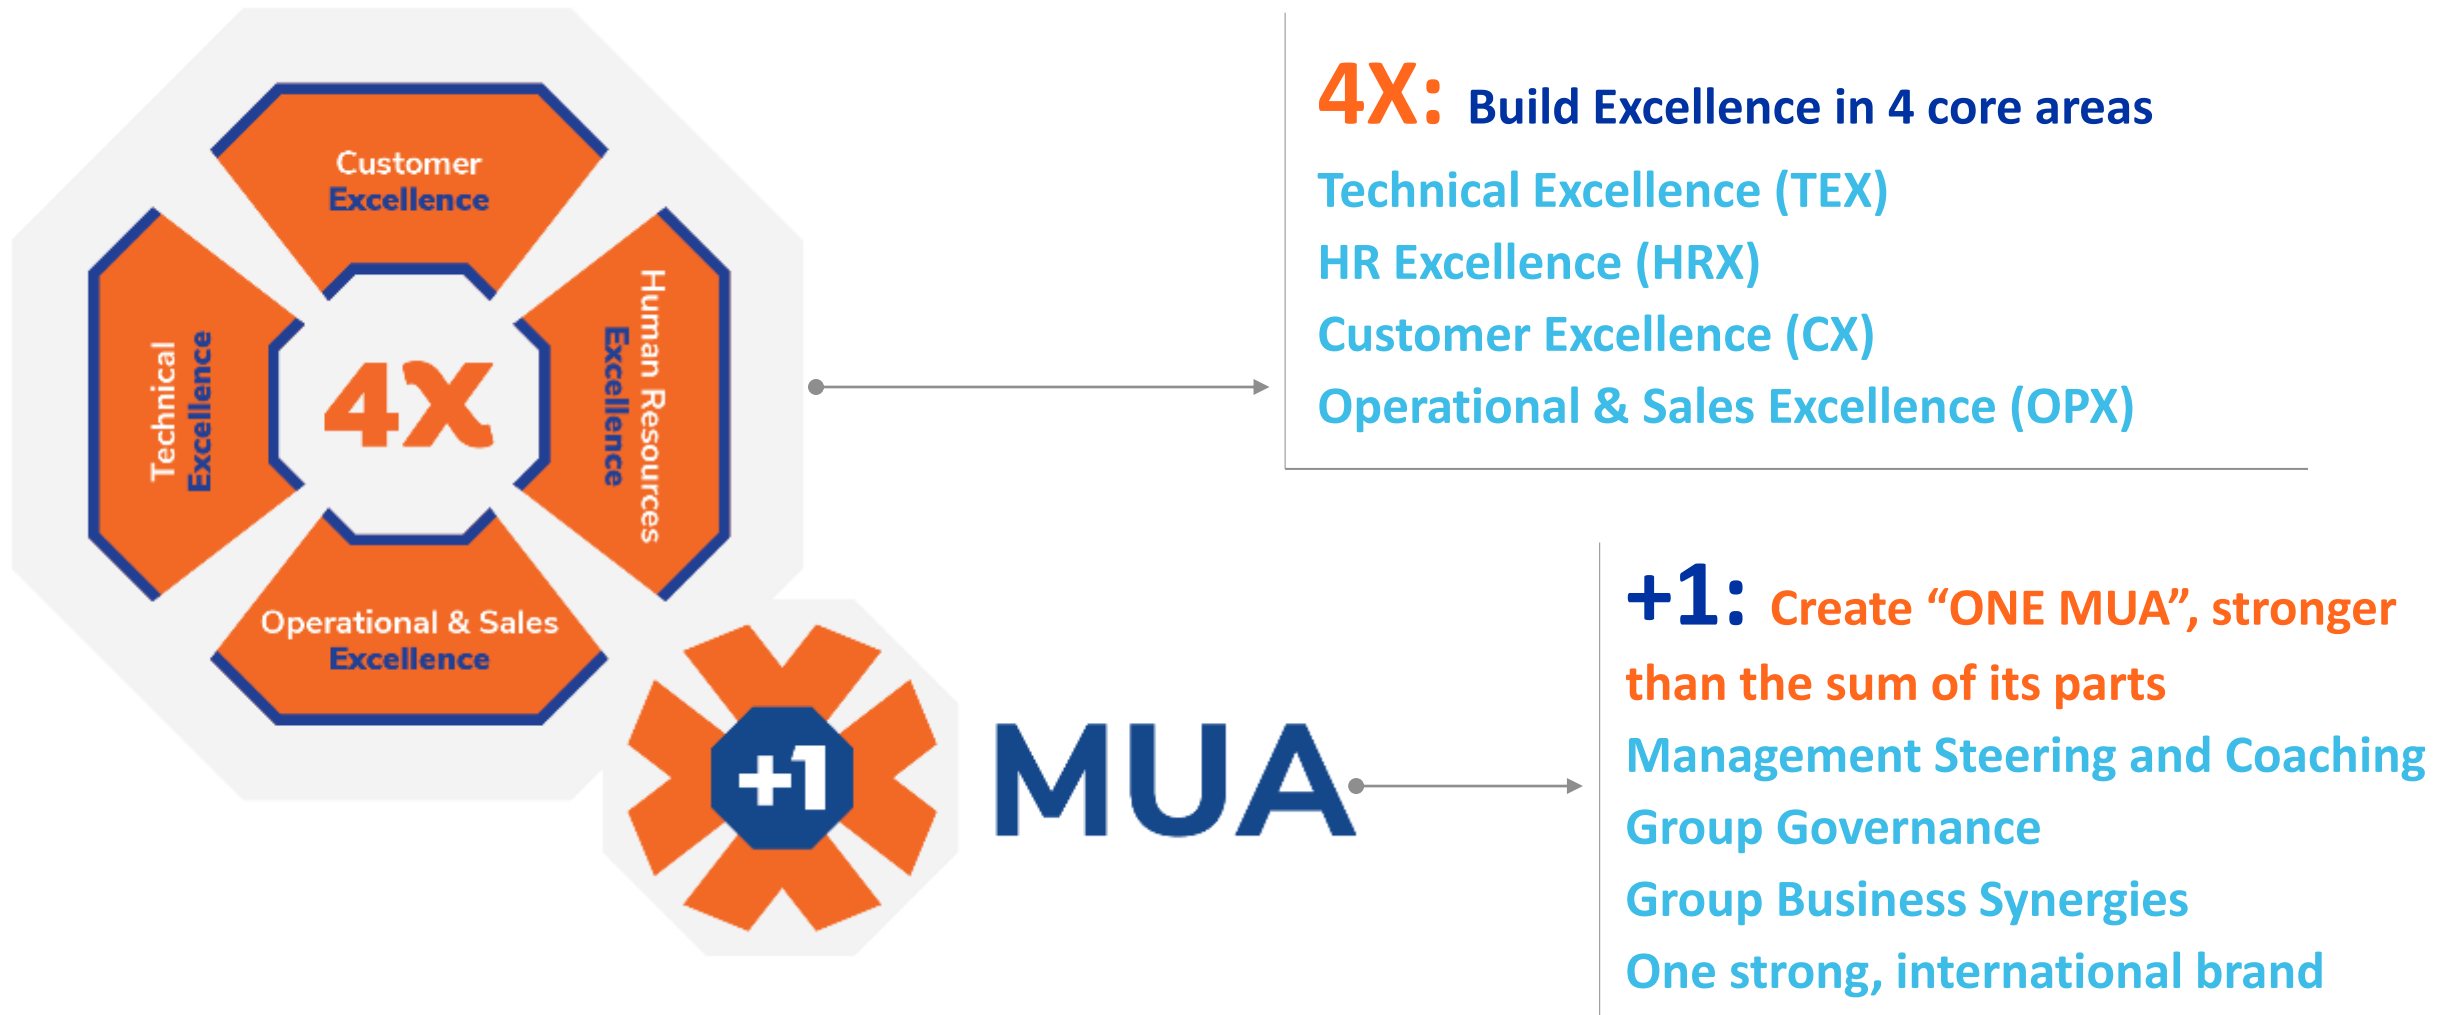 Customer
Excellence
Technical
Excellence
4X
Human Resources
Excellence
Operational & Sales
Excellence
+1
MUA
4X: Build Excellence in 4 core areas
Technical Excellence (TEX)
HR Excellence (HRX)
Customer Excellence (CX)
Operational & Sales Excellence (OPX)
+1: Create “ONE MUA”, stronger
than the sum of its parts
Management Steering and Coaching
Group Governance
Group Business Synergies
One strong, international brand